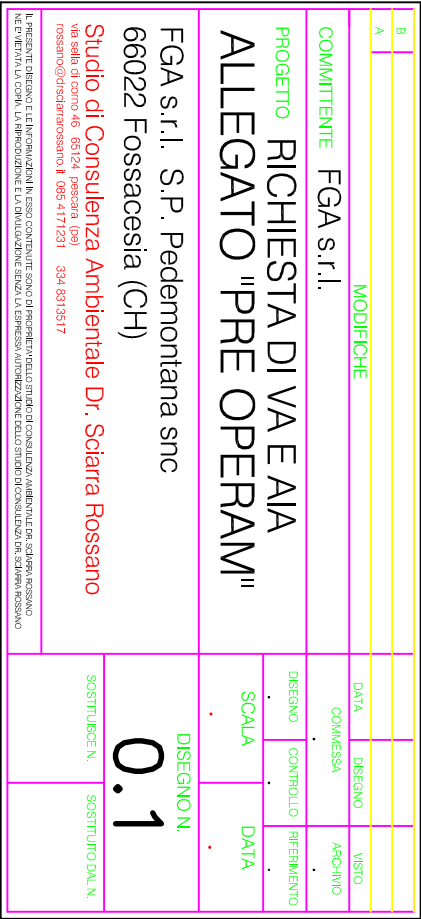 B
A
MODIFICHE
DATA
DISEGNO
VISTO
COMMITTENTE FGA s.r.l.
COMMESSA
ARCHIVIO
PROGETTO RICHIESTA DI VA E AIA
ALLEGATO "PRE OPERAM"
DISEGNO
CONTROLLO
RIFERIMENTO
SCALA
DATA
FGA s.r.l. S.P. Pedemontana snc
66022 Fossacesia (CH)
DISEGNO N.
0.1
Studio di Consulenza Ambientale Dr. Sciarra Rossano
via sella di corno 46 65124 pescara (pe)
rossano@drsciarrarossano.it 085 4171231 334 8313517
SOSTITUISCE N.
SOSTITUITO DAL N.
IL PRESENTE DISEGNO E LE INFORMAZIONI IN ESSO CONTENUTE SONO DI PROPRIETA' DELLO STUDIO DI CONSULENZA AMBIENTALE DR. SCIARRA ROSSANO
NE E' VIETATA LA COPIA, LA RIPRODUZIONE E LA DIVULGAZIONE SENZA LA ESPRESSA AUTORIZZAZIONE DELLO STUDIO DI CONSULENZA DR. SCIARRA ROSSANO